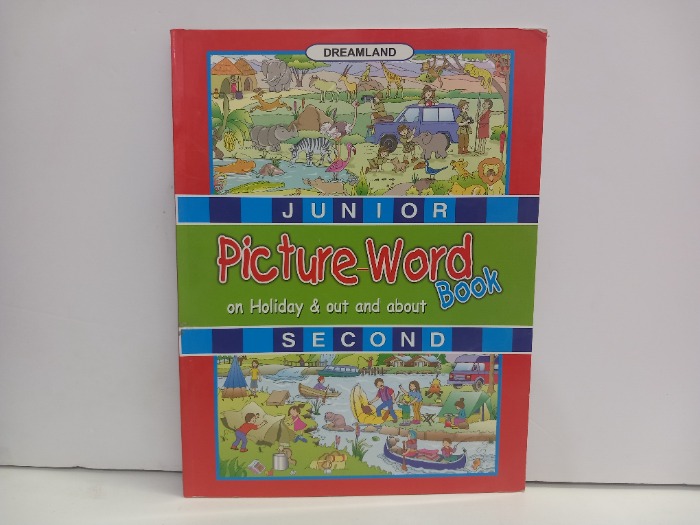 DREAMLAND
JUNIOR
Picture-Word
Book
on Holiday & out and about
SECOND